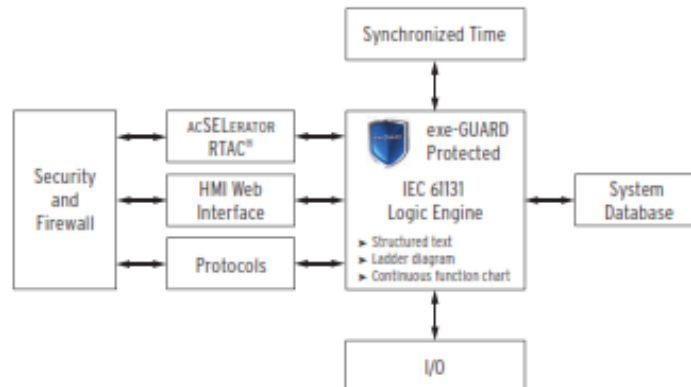 Synchronized Time
Security
and
Firewall
ACSELERATOR
RTAC®
HMI Web
Interface
Protocols
exe-GUARD
Protected
IEC 61131
Logic Engine
➤ Structured text
➤ Ladder diagram
➤ Continuous function chart
System
Database
I/O